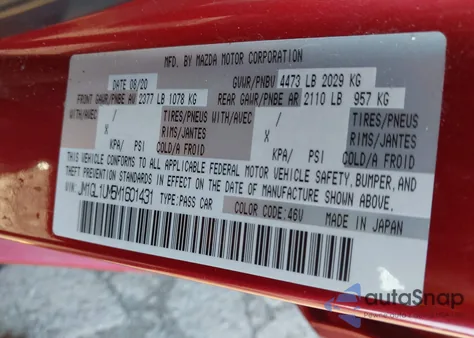 MFD. BY MAZDA MOTOR CORPORATION
DATE 08/20 GVWR/PNBV 4473 LB 2029 KG
FRONT GAWR/PNBE AV 2377 LB 1078 KG REAR GAWR/PNBE AR 2110 LB 957 KG
WITH/AVEC / TIRES/PNEUS WITH/AVEC / TIRES/PNEUS
X RIMS/JANTES X RIMS/JANTES
KPA/ PSI COLD/A FROID KPA/ PSI COLD/A FROID
THIS VEHICLE CONFORMS TO ALL APPLICABLE FEDERAL MOTOR VEHICLE SAFETY, BUMPER, AND
THEFT PREVENTION STANDARDS IN EFFECT ON THE DATE OF MANUFACTURE SHOWN ABOVE.
VIN: JM1GL1UM5M1601431 TYPE:PASS CAR
COLOR CODE:46V MADE IN JAPAN
autoSnap